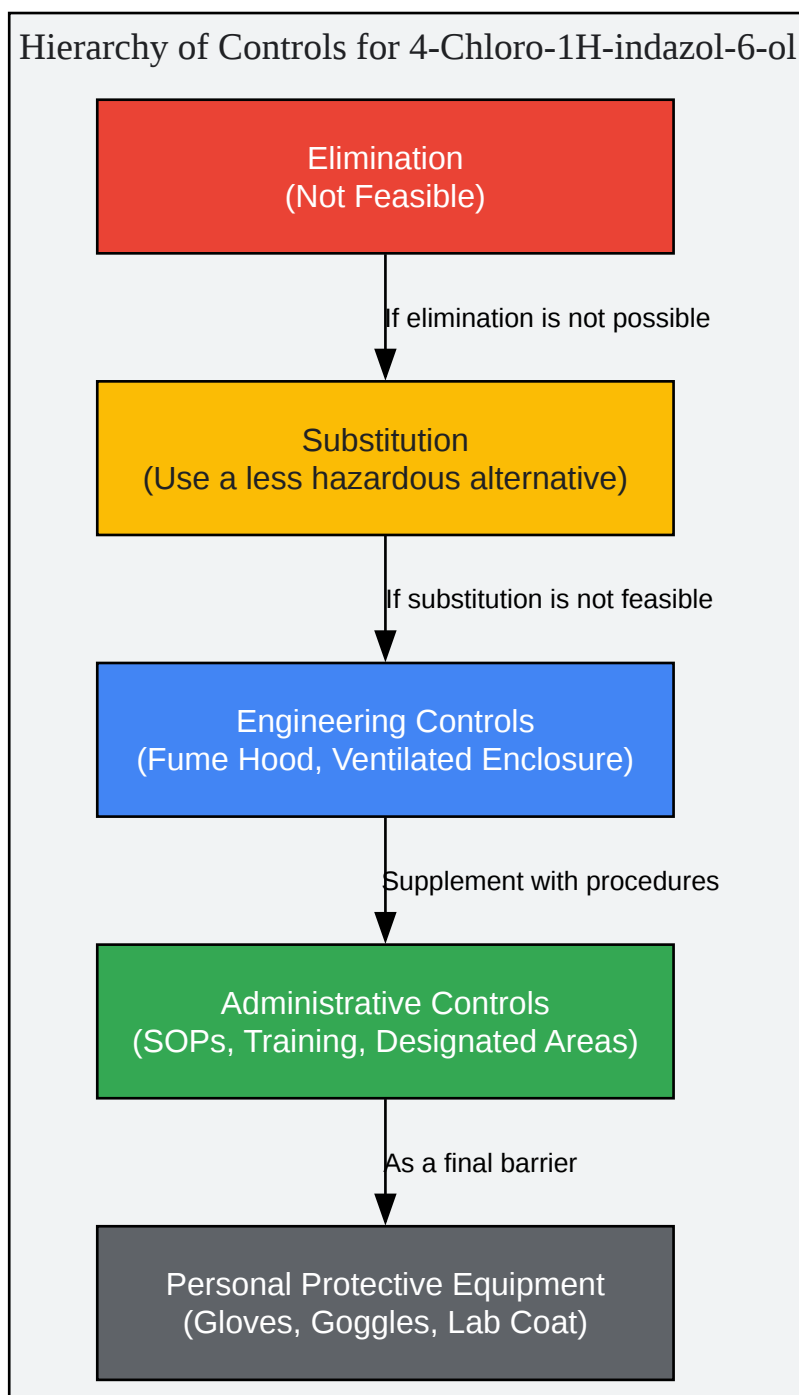 Hierarchy of Controls for 4-Chloro-1H-indazol-6-ol
Elimination
(Not Feasible)
If elimination is not possible
Substitution
(Use a less hazardous alternative)
If substitution is not feasible
Engineering Controls
(Fume Hood, Ventilated Enclosure)
Supplement with procedures
Administrative Controls
(SOPs, Training, Designated Areas)
As a final barrier
Personal Protective Equipment
(Gloves, Goggles, Lab Coat)